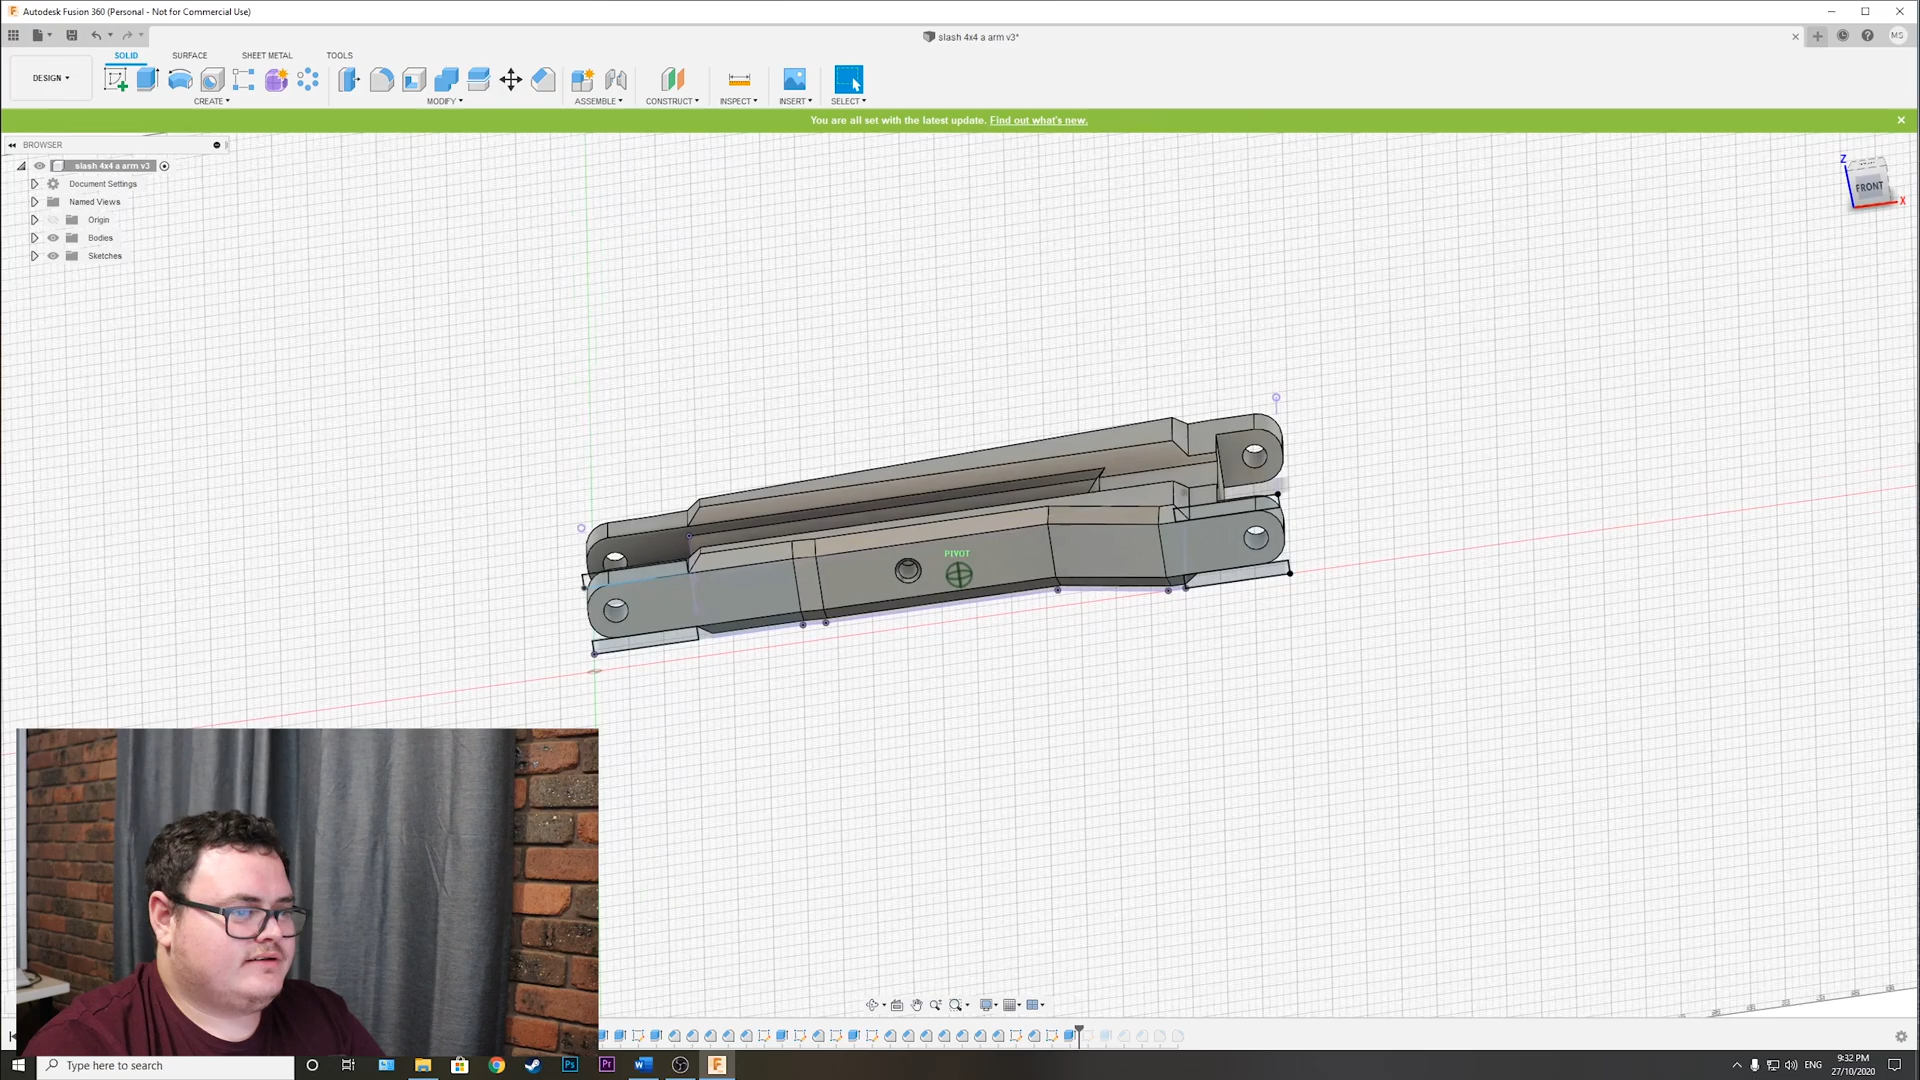 Autodesk Fusion 360 (Personal - Not for Commercial Use)
slash 4x4 a arm v3*
MS
SOLID SURFACE SHEET METAL TOOLS
DESIGN
CREATE MODIFY ASSEMBLE CONSTRUCT INSPECT INSERT SELECT
You are all set with the latest update. Find out what's new.
BROWSER
slash 4x4 a arm v3
Document Settings
Named Views
Origin
Bodies
Sketches
Z
FRONT
X
PIVOT
Type here to search
Ps
Pr
ENG
9:32 PM
27/10/2020